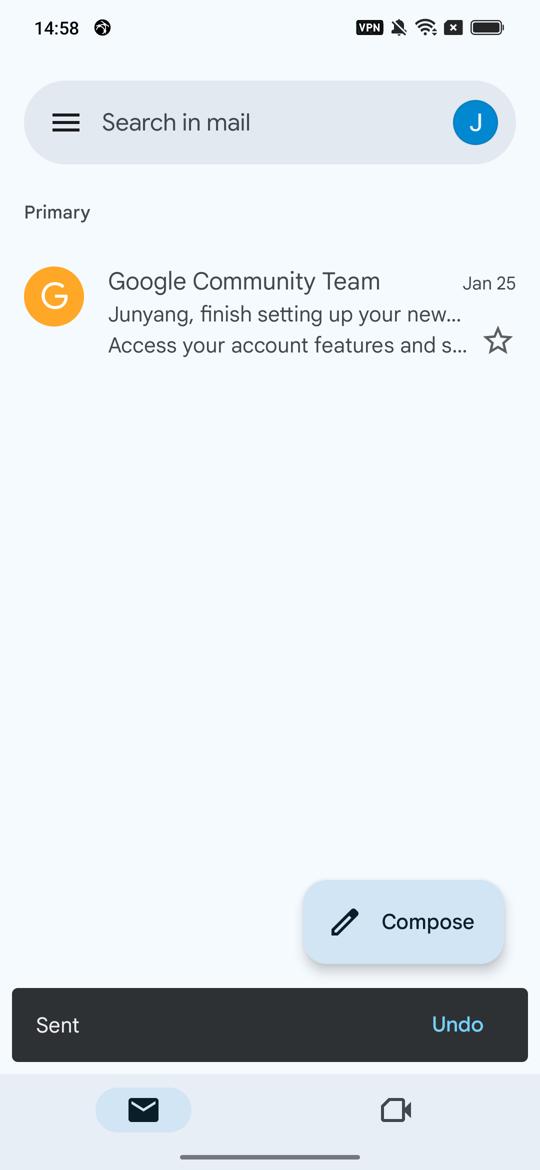 14:58
VPN
Search in mail
J
Primary
G
Google Community Team
Jan 25
Junyang, finish setting up your new...
Access your account features and s...
Compose
Sent
Undo